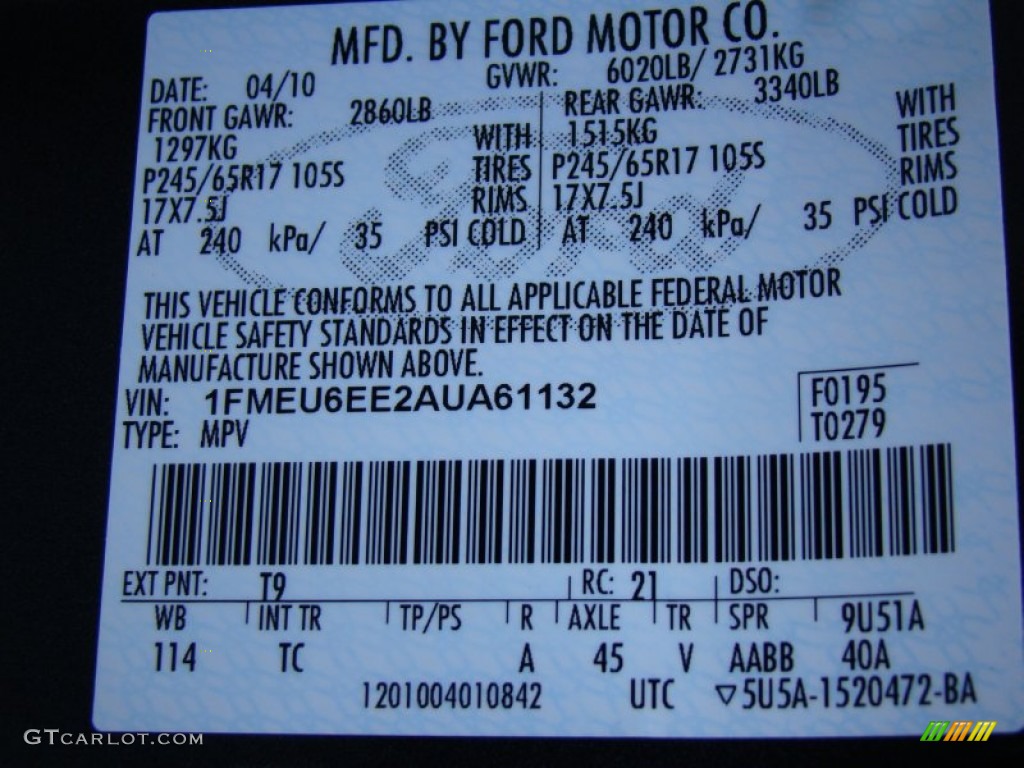 MFD. BY FORD MOTOR CO.
DATE: 04/10 GVWR: 6020LB/ 2731KG
FRONT GAWR: 2860LB REAR GAWR: 3340LB
1297KG WITH 1515KG WITH
P245/65R17 105S TIRES P245/65R17 105S TIRES
17X7.5J RIMS 17X7.5J RIMS
AT 240 kPa/ 35 PSI COLD AT 240 kPa/ 35 PSI COLD
THIS VEHICLE CONFORMS TO ALL APPLICABLE FEDERAL MOTOR
VEHICLE SAFETY STANDARDS IN EFFECT ON THE DATE OF
MANUFACTURE SHOWN ABOVE.
VIN: 1FMEU6EE2AUA61132 F0195
TYPE: MPV T0279
EXT PNT: T9 RC: 21 DSO:
WB INT TR TP/PS R AXLE TR SPR 9U51A
114 TC A 45 V AABB 40A
1201004010842 UTC ▽5U5A-1520472-BA
Ford
GTCARLOT.COM